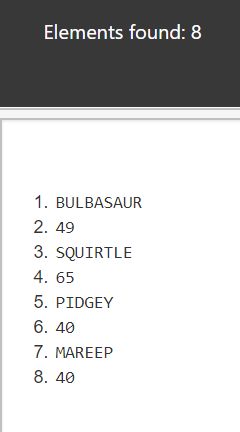 Elements found: 8
1. BULBASAUR
2. 49
3. SQUIRTLE
4. 65
5. PIDGEY
6. 40
7. MAREEP
8. 40